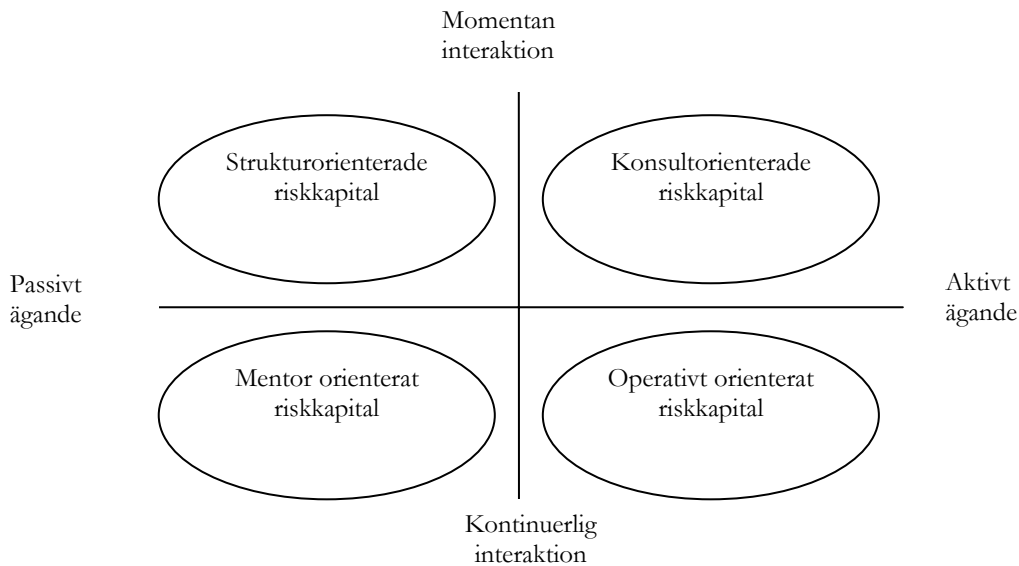 Momentan
interaktion
Strukturorienterade
riskkapital
Konsultorienterade
riskkapital
Passivt
ägande
Aktivt
ägande
Mentor orienterat
riskkapital
Operativt orienterat
riskkapital
Kontinuerlig
interaktion